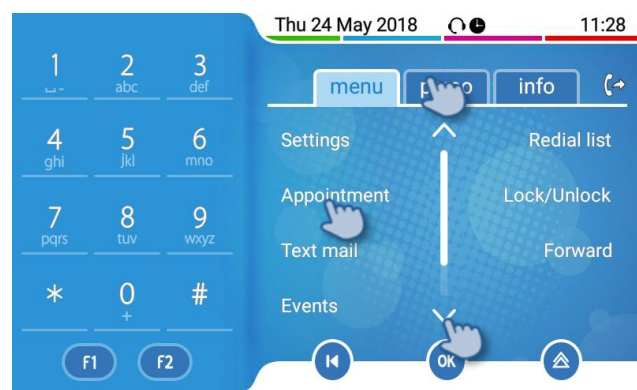 Thu 24 May 2018 11:28
1 2 3
abc def
menu info
4 5 6
ghi jkl mno
Settings Redial list
Appointment Lock/Unlock
7 8 9
pqrs tuv wxyz
Text mail Forward
* 0 #
+
Events
F1 F2 OK